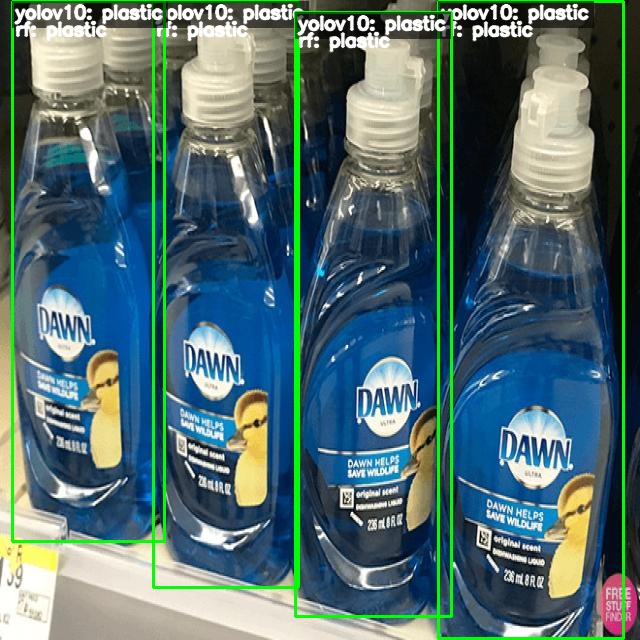 yolov10: plastic
rf: plastic
yolov10: plastic
rf: plastic
yolov10: plastic
rf: plastic
yolov10: plastic
rf: plastic
DAWN
ULTRA
DAWN HELPS
SAVE WILDLIFE
original scent
DISHWASHING LIQUID
236 mL 8 FL OZ
DAWN
ULTRA
DAWN HELPS
SAVE WILDLIFE
original scent
DISHWASHING LIQUID
236 mL 8 FL OZ
DAWN
ULTRA
DAWN HELPS
SAVE WILDLIFE
original scent
DISHWASHING LIQUID
236 mL 8 FL OZ
DAWN
ULTRA
DAWN HELPS
SAVE WILDLIFE
original scent
DISHWASHING LIQUID
236 mL 8 FL OZ
FREE
STUFF
FINDER